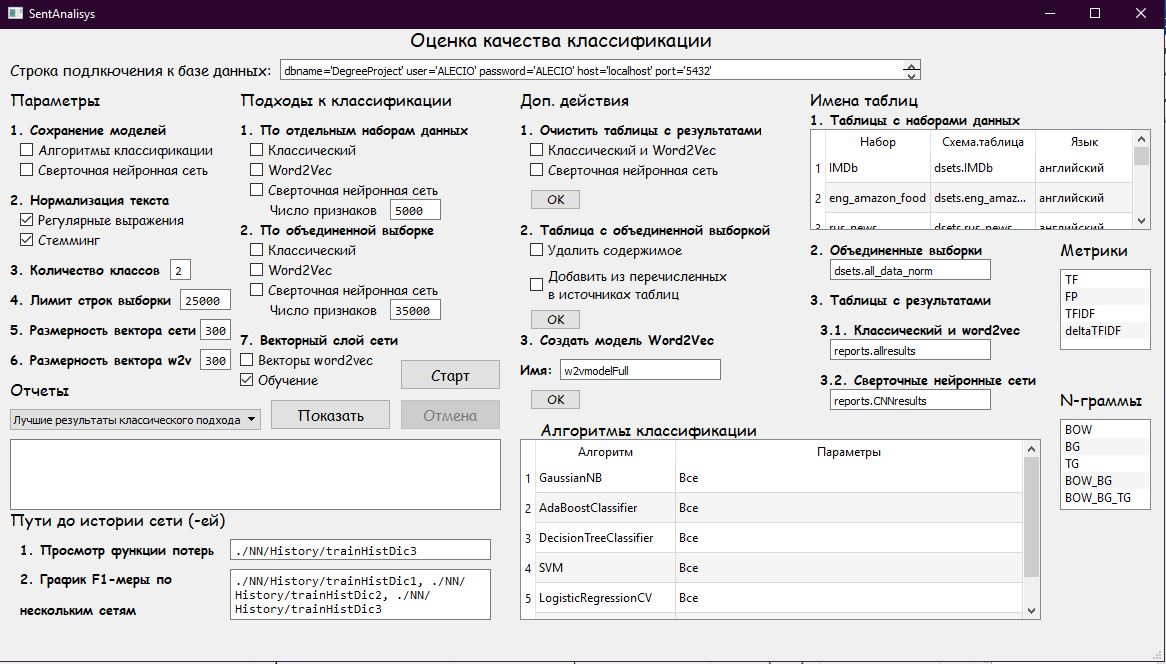 SentAnalisys
Оценка качества классификации
Строка подлкючения к базе данных:
dbname='DegreeProject' user='ALECIO' password='ALECIO' host='localhost' port='5432'
Параметры
1. Сохранение моделей
Алгоритмы классификации
Сверточная нейронная сеть
2. Нормализация текста
Регулярные выражения
Стемминг
3. Количество классов
2
4. Лимит строк выборки
25000
5. Размерность вектора сети
300
6. Размерность вектора w2v
300
Подходы к классификации
1. По отдельным наборам данных
Классический
Word2Vec
Сверточная нейронная сеть
Число признаков
5000
2. По объединенной выборке
Классический
Word2Vec
Сверточная нейронная сеть
Число признаков
35000
7. Векторный слой сети
Векторы word2vec
Обучение
Старт
Отчеты
Лучшие результаты классического подхода
Показать
Отмена
Пути до истории сети (-ей)
1. Просмотр функции потерь
./NN/History/trainHistDic3
2. График F1-меры по
нескольким сетям
./NN/History/trainHistDic1, ./NN/
History/trainHistDic2, ./NN/
History/trainHistDic3
Доп. действия
1. Очистить таблицы с результатами
Классический и Word2Vec
Сверточная нейронная сеть
OK
2. Таблица с объединенной выборкой
Удалить содержимое
Добавить из перечисленных
в источниках таблиц
OK
3. Создать модель Word2Vec
Имя:
w2vmodelFull
OK
Алгоритмы классификации
Алгоритм Параметры
1 GaussianNB Все
2 AdaBoostClassifier Все
3 DecisionTreeClassifier Все
4 SVM Все
5 LogisticRegressionCV Все
Имена таблиц
1. Таблицы с наборами данных
Набор Схема.таблица Язык
1 IMDb dsets.IMDb английский
2 eng_amazon_food dsets.eng_amaz... английский
3 rus_news dsets.rus_news английский
2. Объединенные выборки
dsets.all_data_norm
3. Таблицы с результатами
3.1. Классический и word2vec
reports.allresults
3.2. Сверточные нейронные сети
reports.CNNresults
Метрики
TF
FP
TFIDF
deltaTFIDF
N-граммы
BOW
BG
TG
BOW_BG
BOW_BG_TG